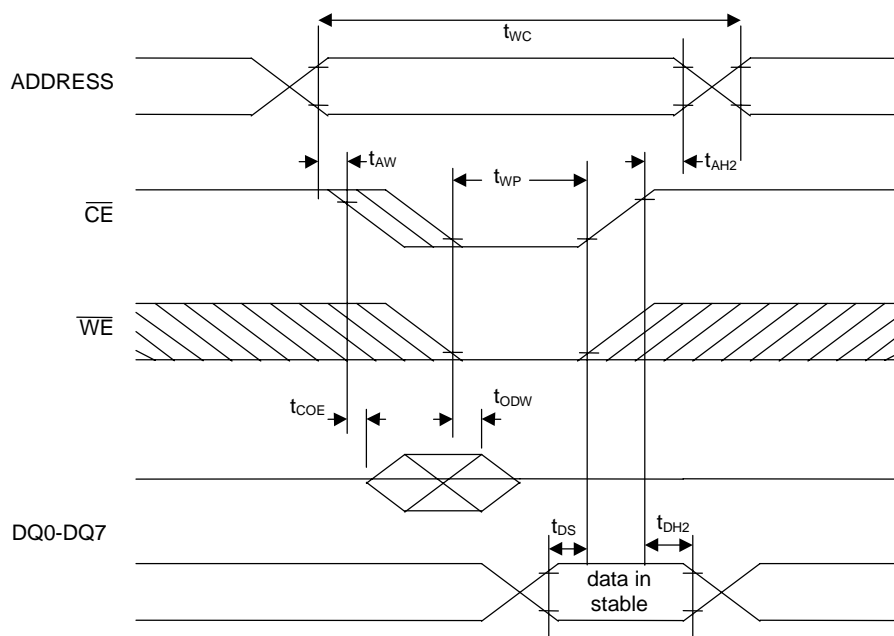 tWC
ADDRESS
tAW
tAH2
tWP
CE
WE
tCOE
tODW
DQ0-DQ7
tDS
tDH2
data in
stable